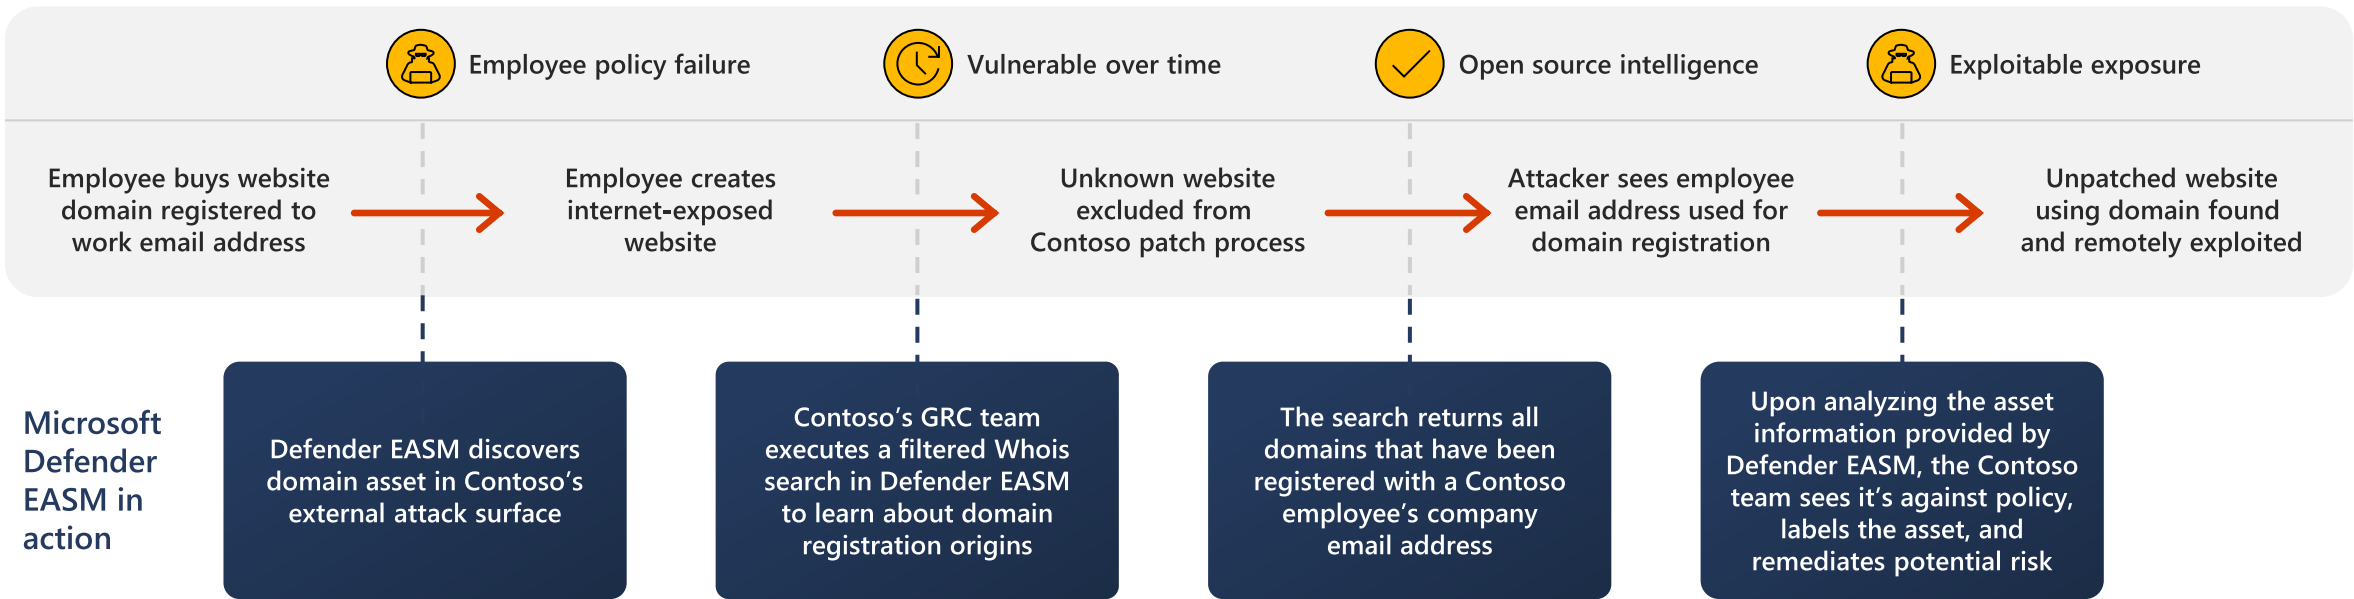 Employee policy failure
Vulnerable over time
Open source intelligence
Exploitable exposure
Employee buys website
domain registered to
work email address
Employee creates
internet-exposed
website
Unknown website
excluded from
Contoso patch process
Attacker sees employee
email address used for
domain registration
Unpatched website
using domain found
and remotely exploited
Microsoft
Defender
EASM in
action
Defender EASM discovers
domain asset in Contoso’s
external attack surface
Contoso’s GRC team
executes a filtered Whois
search in Defender EASM
to learn about domain
registration origins
The search returns all
domains that have been
registered with a Contoso
employee’s company
email address
Upon analyzing the asset
information provided by
Defender EASM, the Contoso
team sees it’s against policy,
labels the asset, and
remediates potential risk